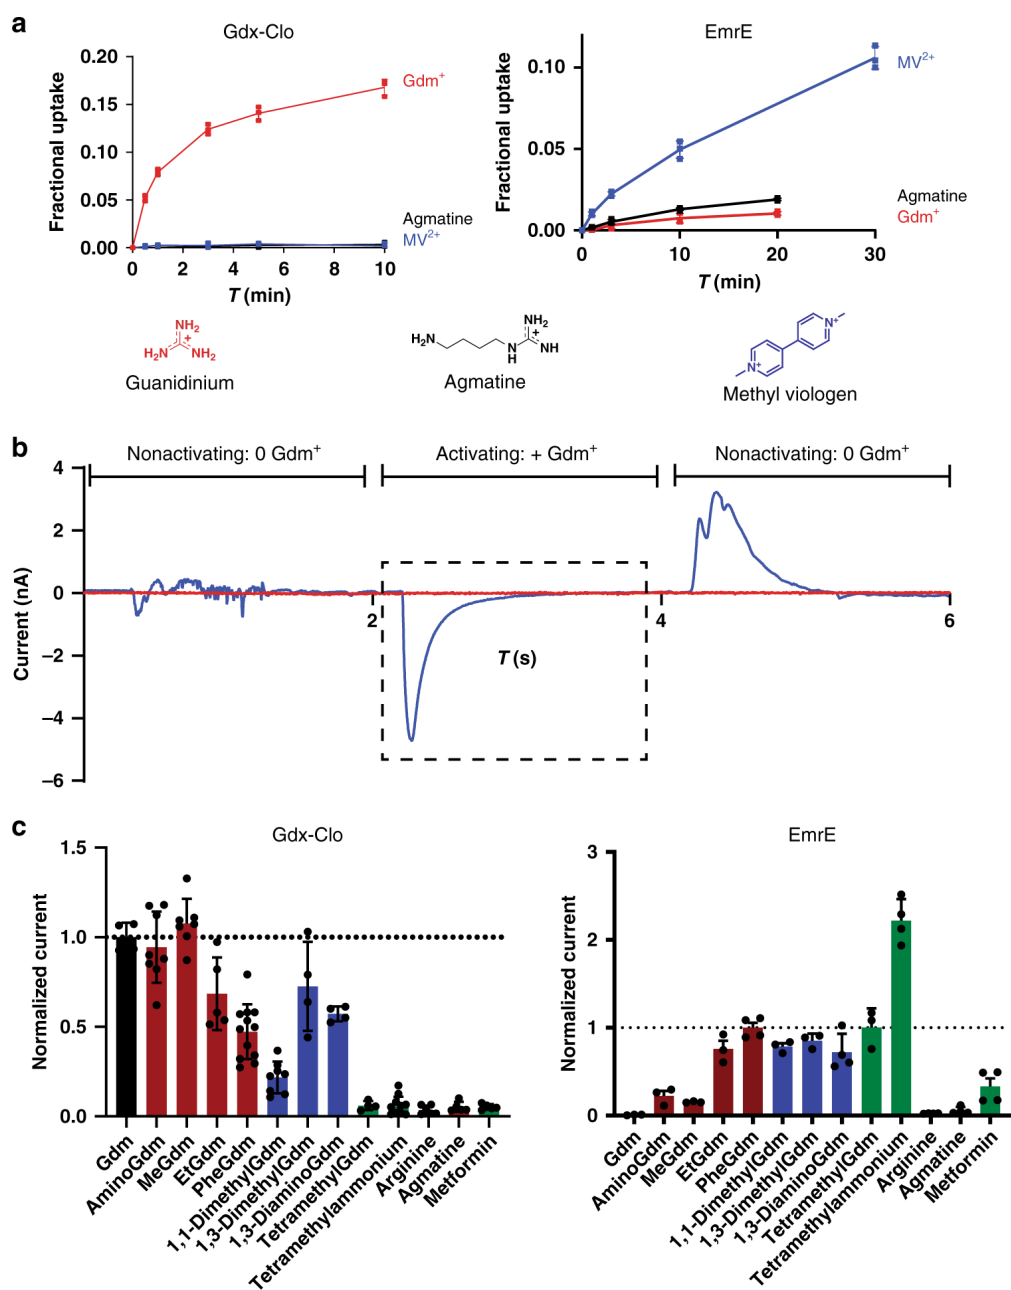 a
Gdx-Clo
EmrE
Fractional uptake
0.20
0.15
0.10
0.05
0.00
Gdm⁺
Agmatine
MV²⁺
0 2 4 6 8 10
T (min)
Fractional uptake
0.10
0.05
0.00
MV²⁺
Agmatine
Gdm⁺
0 10 20 30
T (min)
NH₂
+
H₂N NH₂
Guanidinium
H₂N
N
H
NH₂
+
NH
Agmatine
N⁺
N⁺
Methyl viologen
b
Nonactivating: 0 Gdm⁺
Activating: + Gdm⁺
Nonactivating: 0 Gdm⁺
Current (nA)
4
2
0
−2
−4
−6
2 4 6
T (s)
c
Gdx-Clo
EmrE
Normalized current
1.5
1.0
0.5
0.0
Gdm
AminoGdm
MeGdm
EtGdm
PheGdm
1,1-DimethylGdm
1,3-DimethylGdm
1,3-DiaminoGdm
TetramethylGdm
Tetramethylammonium
Arginine
Agmatine
Metformin
Normalized current
3
2
1
0
Gdm
AminoGdm
MeGdm
EtGdm
PheGdm
1,1-DimethylGdm
1,3-DimethylGdm
1,3-DiaminoGdm
TetramethylGdm
Tetramethylammonium
Arginine
Agmatine
Metformin